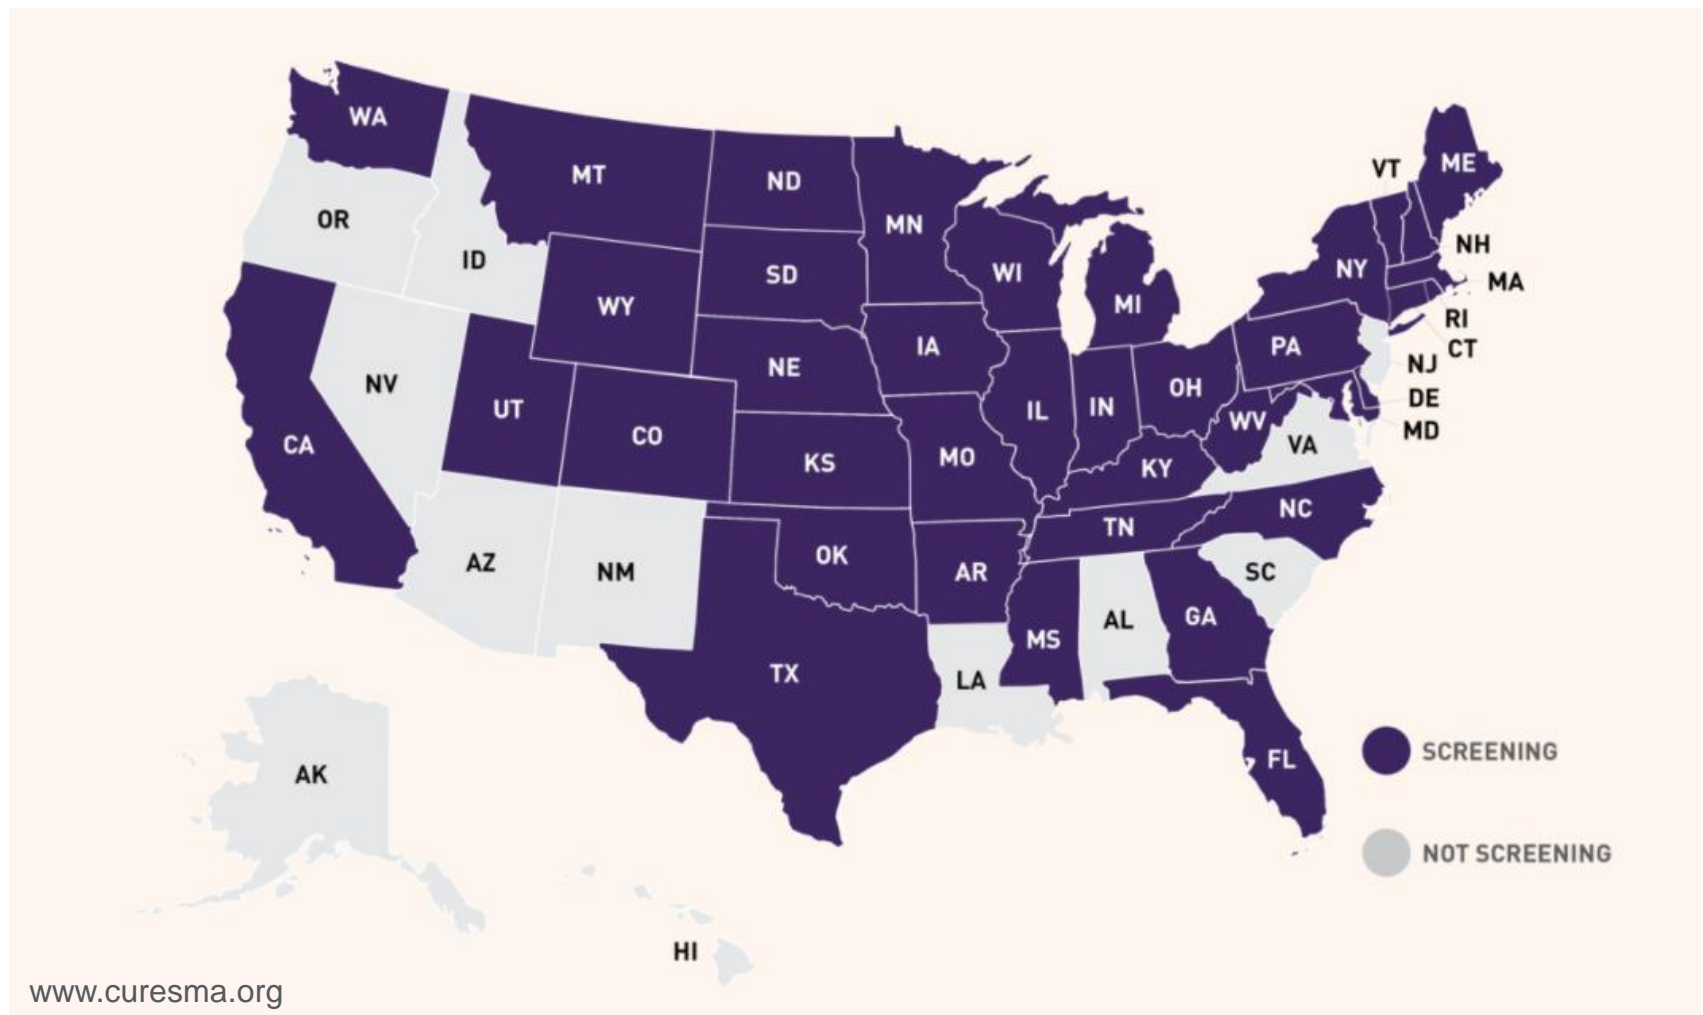 WA
MT
ND
MN
VT
ME
OR
ID
SD
WI
MI
NY
NH
MA
RI
CT
WY
IA
NE
PA
NJ
NV
UT
CO
IL
IN
OH
DE
MD
CA
KS
MO
WV
VA
KY
NC
TN
AZ
NM
OK
AR
SC
AL
GA
MS
TX
LA
FL
SCREENING
AK
NOT SCREENING
HI
www.curesma.org